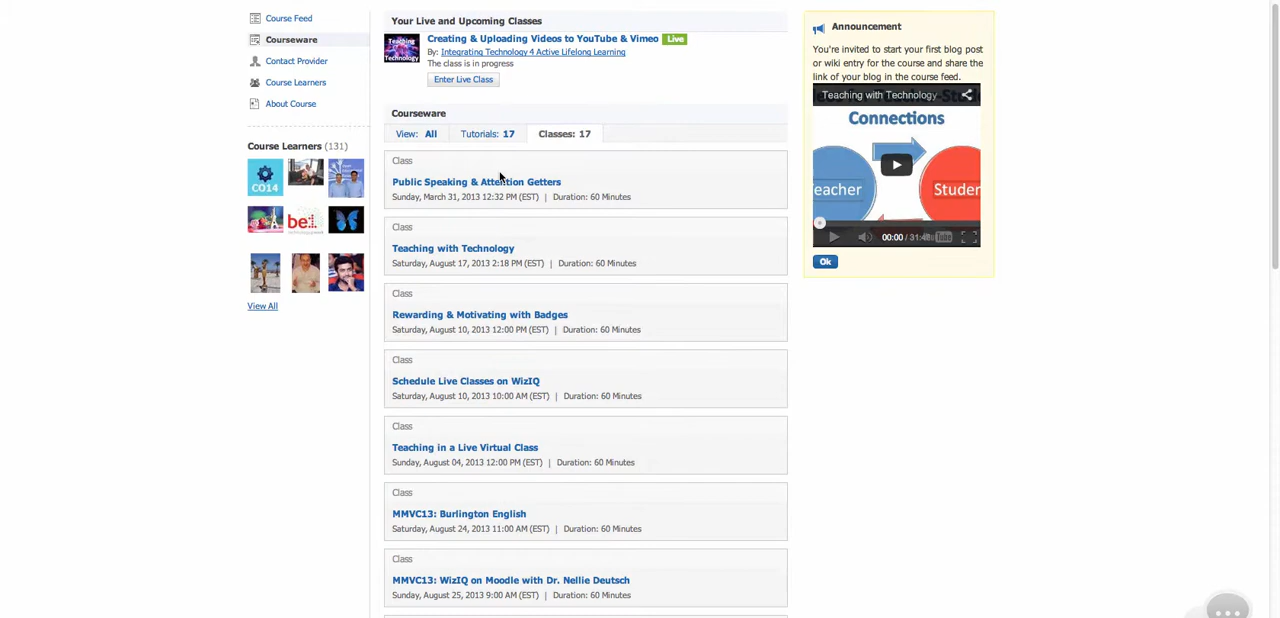 Course Feed
Courseware
Contact Provider
Course Learners
About Course
Course Learners (131)
CO14
be
View All
Your Live and Upcoming Classes
Teaching
Technology
Creating & Uploading Videos to YouTube & Vimeo Live
By: Integrating Technology 4 Active Lifelong Learning
The class is in progress
Enter Live Class
Courseware
View: All Tutorials: 17 Classes: 17
Class
Public Speaking & Attention Getters
Sunday, March 31, 2013 12:32 PM (EST) | Duration: 60 Minutes
Class
Teaching with Technology
Saturday, August 17, 2013 2:18 PM (EST) | Duration: 60 Minutes
Class
Rewarding & Motivating with Badges
Saturday, August 10, 2013 12:00 PM (EST) | Duration: 60 Minutes
Class
Schedule Live Classes on WizIQ
Saturday, August 10, 2013 10:00 AM (EST) | Duration: 60 Minutes
Class
Teaching in a Live Virtual Class
Sunday, August 04, 2013 12:00 PM (EST) | Duration: 60 Minutes
Class
MMVC13: Burlington English
Saturday, August 24, 2013 11:00 AM (EST) | Duration: 60 Minutes
Class
MMVC13: WizIQ on Moodle with Dr. Nellie Deutsch
Sunday, August 25, 2013 9:00 AM (EST) | Duration: 60 Minutes
Announcement
You're invited to start your first blog post
or wiki entry for the course and share the
link of your blog in the course feed.
Teaching with Technology
Connections
eacher Studen
00:00 / 31:48 YouTube
Ok